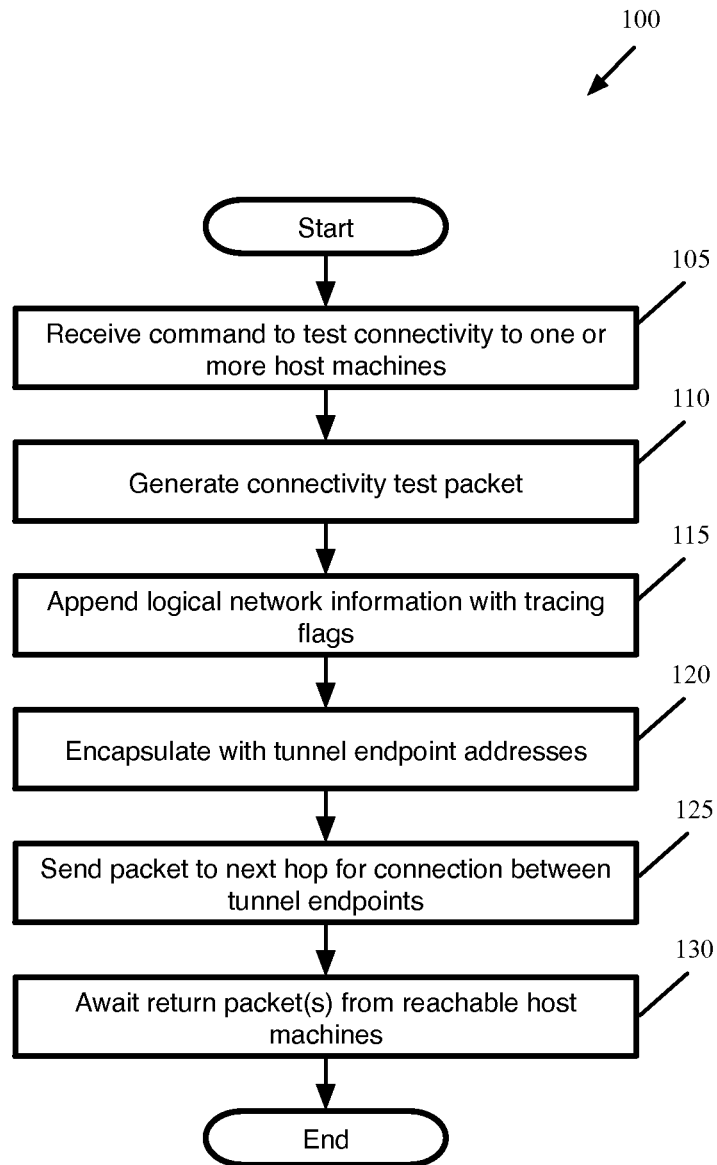 100
Start
105
Receive command to test connectivity to one or
more host machines
110
Generate connectivity test packet
115
Append logical network information with tracing
flags
120
Encapsulate with tunnel endpoint addresses
125
Send packet to next hop for connection between
tunnel endpoints
130
Await return packet(s) from reachable host
machines
End